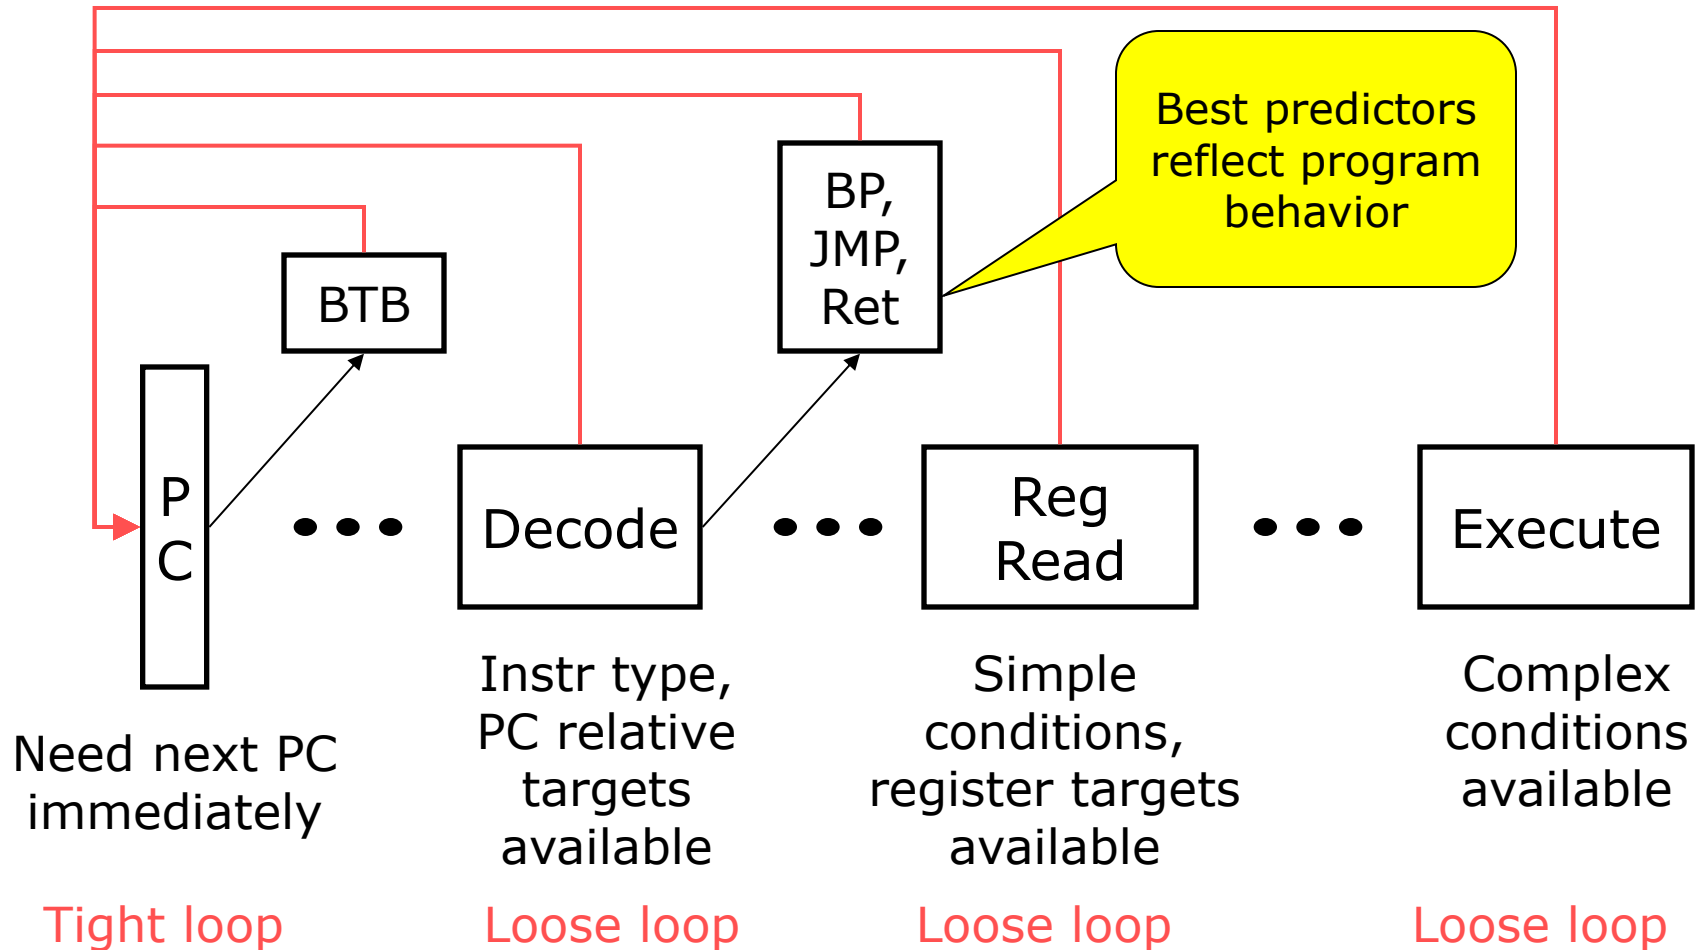 Best predictors
reflect program
behavior
BP,
JMP,
Ret
BTB
P
C
Decode
Reg
Read
Execute
Need next PC
immediately
Instr type,
PC relative
targets
available
Simple
conditions,
register targets
available
Complex
conditions
available
Tight loop
Loose loop
Loose loop
Loose loop